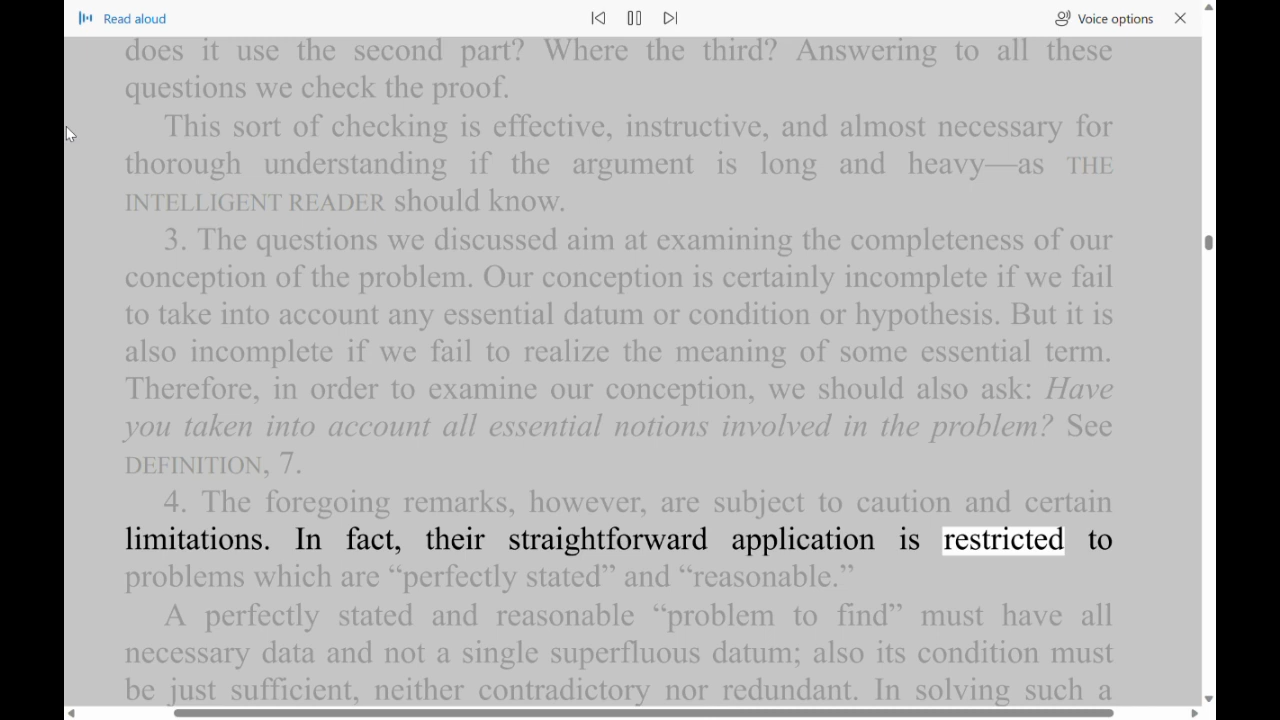 Read aloud
Voice options
does it use the second part? Where the third? Answering to all these
questions we check the proof.
This sort of checking is effective, instructive, and almost necessary for
thorough understanding if the argument is long and heavy—as THE
INTELLIGENT READER should know.
3. The questions we discussed aim at examining the completeness of our
conception of the problem. Our conception is certainly incomplete if we fail
to take into account any essential datum or condition or hypothesis. But it is
also incomplete if we fail to realize the meaning of some essential term.
Therefore, in order to examine our conception, we should also ask: Have
you taken into account all essential notions involved in the problem? See
DEFINITION, 7.
4. The foregoing remarks, however, are subject to caution and certain
limitations. In fact, their straightforward application is restricted to
problems which are “perfectly stated” and “reasonable.”
A perfectly stated and reasonable “problem to find” must have all
necessary data and not a single superfluous datum; also its condition must
be just sufficient, neither contradictory nor redundant. In solving such a